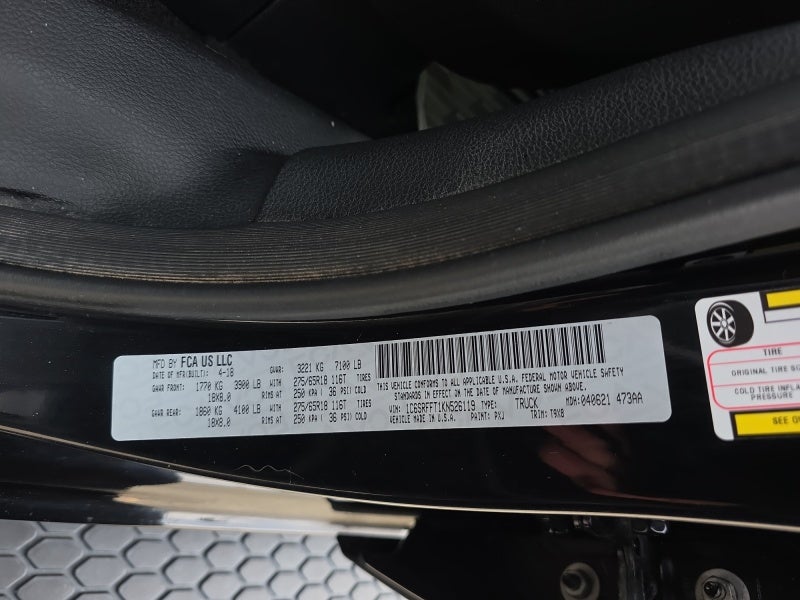 MFD BY FCA US LLC
DATE OF MFR(BUILT): 4-18 GVWR: 3221 KG 7100 LB
GAWR FRONT: 1770 KG 3900 LB WITH 275/65R18 116T TIRES
18X8.0 RIMS AT 250 KPA ( 36 PSI) COLD
GAWR REAR: 1860 KG 4100 LB WITH 275/65R18 116T TIRES
18X8.0 RIMS AT 250 KPA ( 36 PSI) COLD
THIS VEHICLE CONFORMS TO ALL APPLICABLE U.S.A. FEDERAL MOTOR VEHICLE SAFETY
STANDARDS IN EFFECT ON THE DATE OF MANUFACTURE SHOWN ABOVE.
VIN: 1C6SRFFT1KN526119 TYPE: TRUCK MDH: 040621 473AA
VEHICLE MADE IN U.S.A. PAINT: PXJ TRIM: T9X8
TIRE
ORIGINAL TIRE
COLD TIRE INFLA
PRESSURE
SEE